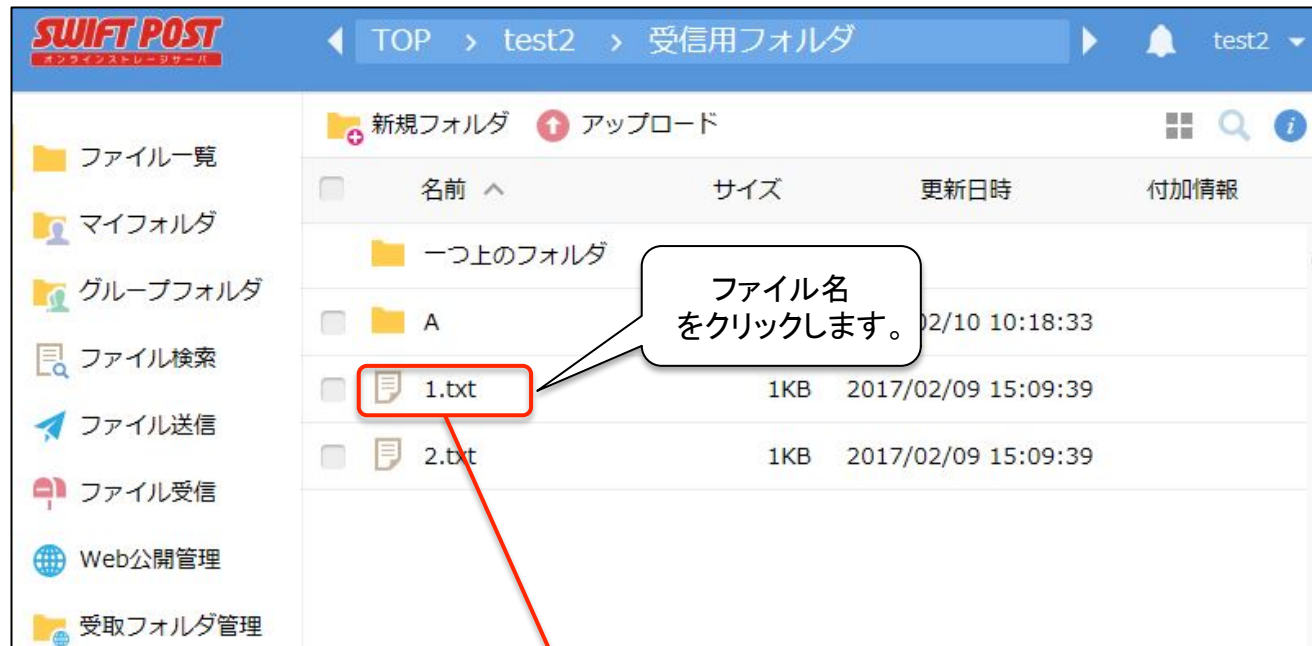 SWIFT POST
オンラインストレージサーバ
TOP > test2 > 受信用フォルダ
test2
新規フォルダ アップロード
ファイル一覧
マイフォルダ
グループフォルダ
ファイル検索
ファイル送信
ファイル受信
Web公開管理
受取フォルダ管理
名前 サイズ 更新日時 付加情報
一つ上のフォルダ
A 02/10 10:18:33
1.txt 1KB 2017/02/09 15:09:39
2.txt 1KB 2017/02/09 15:09:39
ファイル名
をクリックします。